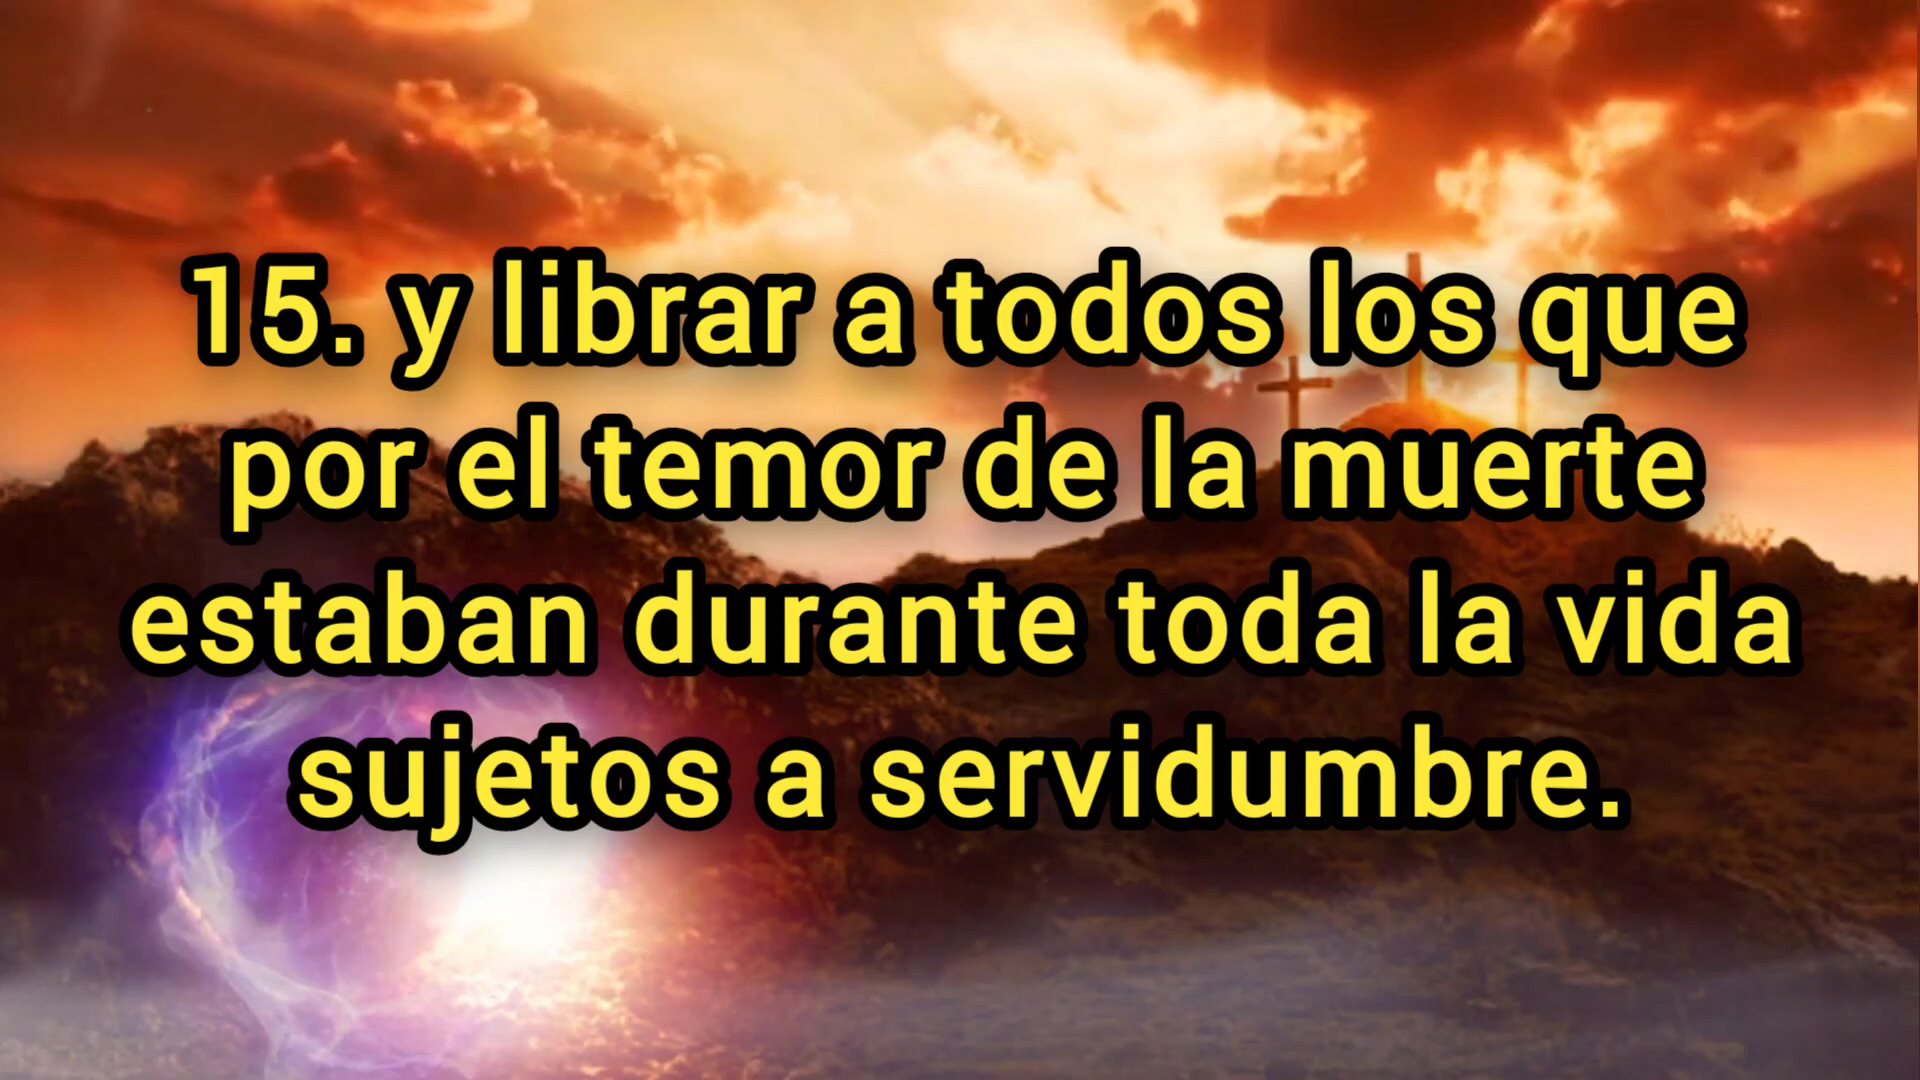 15. y librar a todos los que
por el temor de la muerte
estaban durante toda la vida
sujetos a servidumbre.